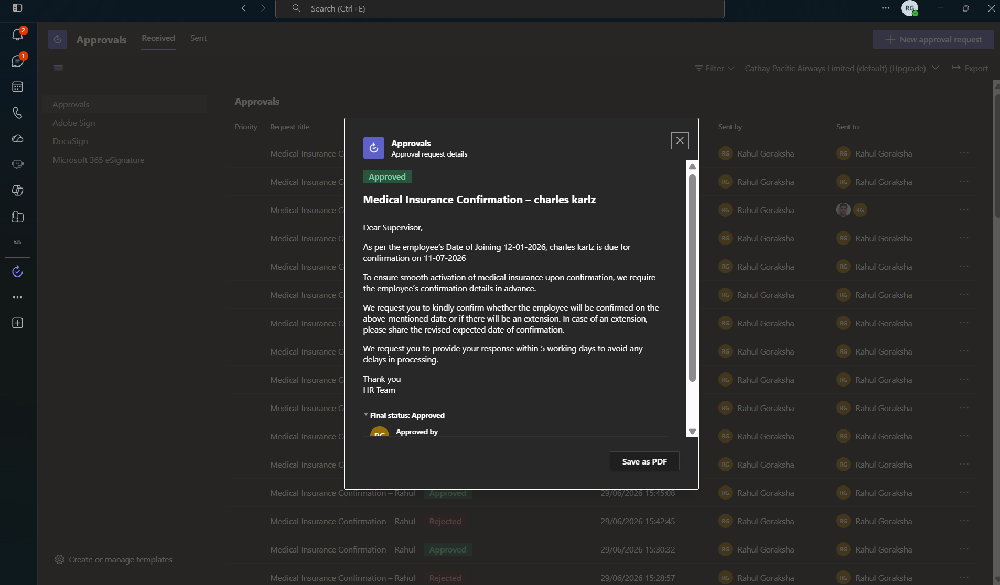 Search (Ctrl+E)
RG
2
1
Approvals
Received
Sent
New approval request
Filter
Cathay Pacific Airways Limited (default) (Upgrade)
Export
Approvals
Adobe Sign
DocuSign
Microsoft 365 eSignature
Create or manage templates
Approvals
Priority
Request title
Sent by
Sent to
Medical Insurance C
RG Rahul Goraksha
RG Rahul Goraksha
Medical Insurance C
RG Rahul Goraksha
RG Rahul Goraksha
Medical Insurance C
RG Rahul Goraksha
RG
Medical Insurance C
RG Rahul Goraksha
RG Rahul Goraksha
Medical Insurance C
RG Rahul Goraksha
RG Rahul Goraksha
Medical Insurance C
RG Rahul Goraksha
RG Rahul Goraksha
Medical Insurance C
RG Rahul Goraksha
RG Rahul Goraksha
Medical Insurance C
RG Rahul Goraksha
RG Rahul Goraksha
Medical Insurance C
RG Rahul Goraksha
RG Rahul Goraksha
Medical Insurance C
RG Rahul Goraksha
RG Rahul Goraksha
Medical Insurance C
RG Rahul Goraksha
RG Rahul Goraksha
Medical Insurance C
RG Rahul Goraksha
RG Rahul Goraksha
Medical Insurance Confirmation – Rahul
Approved
29/06/2026 15:45:08
RG Rahul Goraksha
RG Rahul Goraksha
Medical Insurance Confirmation – Rahul
Rejected
29/06/2026 15:42:45
RG Rahul Goraksha
RG Rahul Goraksha
Medical Insurance Confirmation – Rahul
Approved
29/06/2026 15:30:32
RG Rahul Goraksha
RG Rahul Goraksha
Medical Insurance Confirmation – Rahul
Rejected
29/06/2026 15:28:57
RG Rahul Goraksha
RG Rahul Goraksha
Approvals
Approval request details
Approved
Medical Insurance Confirmation – charles karlz
Dear Supervisor,
As per the employee’s Date of Joining 12-01-2026, charles karlz is due for
confirmation on 11-07-2026
To ensure smooth activation of medical insurance upon confirmation, we require
the employee’s confirmation details in advance.
We request you to kindly confirm whether the employee will be confirmed on the
above-mentioned date or if there will be an extension. In case of an extension,
please share the revised expected date of confirmation.
We request you to provide your response within 5 working days to avoid any
delays in processing.
Thank you
HR Team
Final status: Approved
RG
Approved by
Save as PDF